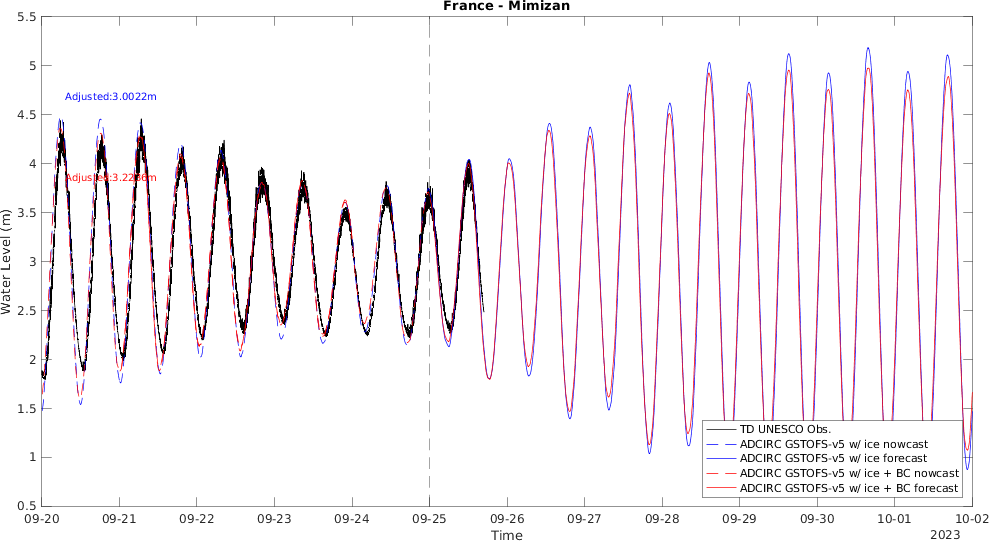 France - Mimizan
5.5
5
4.5
4
3.5
3
2.5
2
1.5
1
0.5
Water Level (m)
Adjusted:3.0022m
TD UNESCO Obs.
ADCIRC GSTOFS-v5 w/ ice nowcast
ADCIRC GSTOFS-v5 w/ ice forecast
ADCIRC GSTOFS-v5 w/ ice + BC nowcast
ADCIRC GSTOFS-v5 w/ ice + BC forecast
09-20 09-21 09-22 09-23 09-24 09-25 09-26 09-27 09-28 09-29 09-30 10-01 10-02
Time
2023